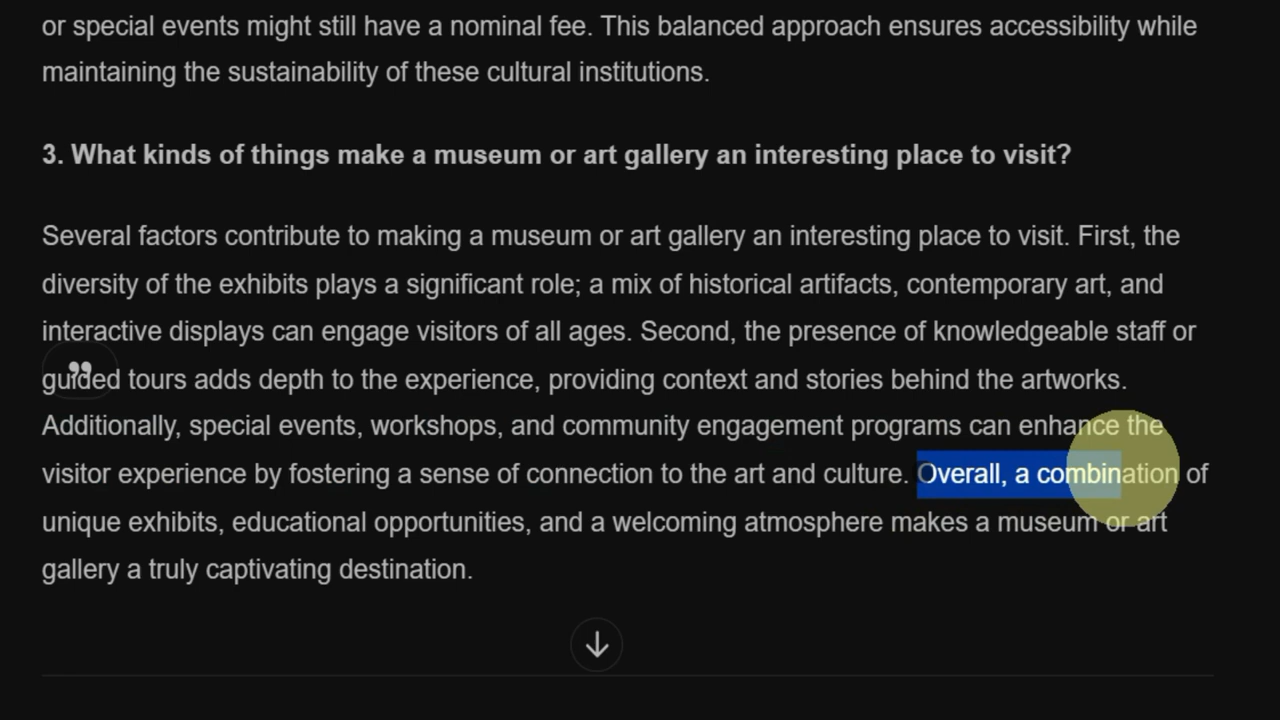 or special events might still have a nominal fee. This balanced approach ensures accessibility while
maintaining the sustainability of these cultural institutions.
3. What kinds of things make a museum or art gallery an interesting place to visit?
Several factors contribute to making a museum or art gallery an interesting place to visit. First, the
diversity of the exhibits plays a significant role; a mix of historical artifacts, contemporary art, and
interactive displays can engage visitors of all ages. Second, the presence of knowledgeable staff or
guided tours adds depth to the experience, providing context and stories behind the artworks.
Additionally, special events, workshops, and community engagement programs can enhance the
visitor experience by fostering a sense of connection to the art and culture. Overall, a combination of
unique exhibits, educational opportunities, and a welcoming atmosphere makes a museum or art
gallery a truly captivating destination.